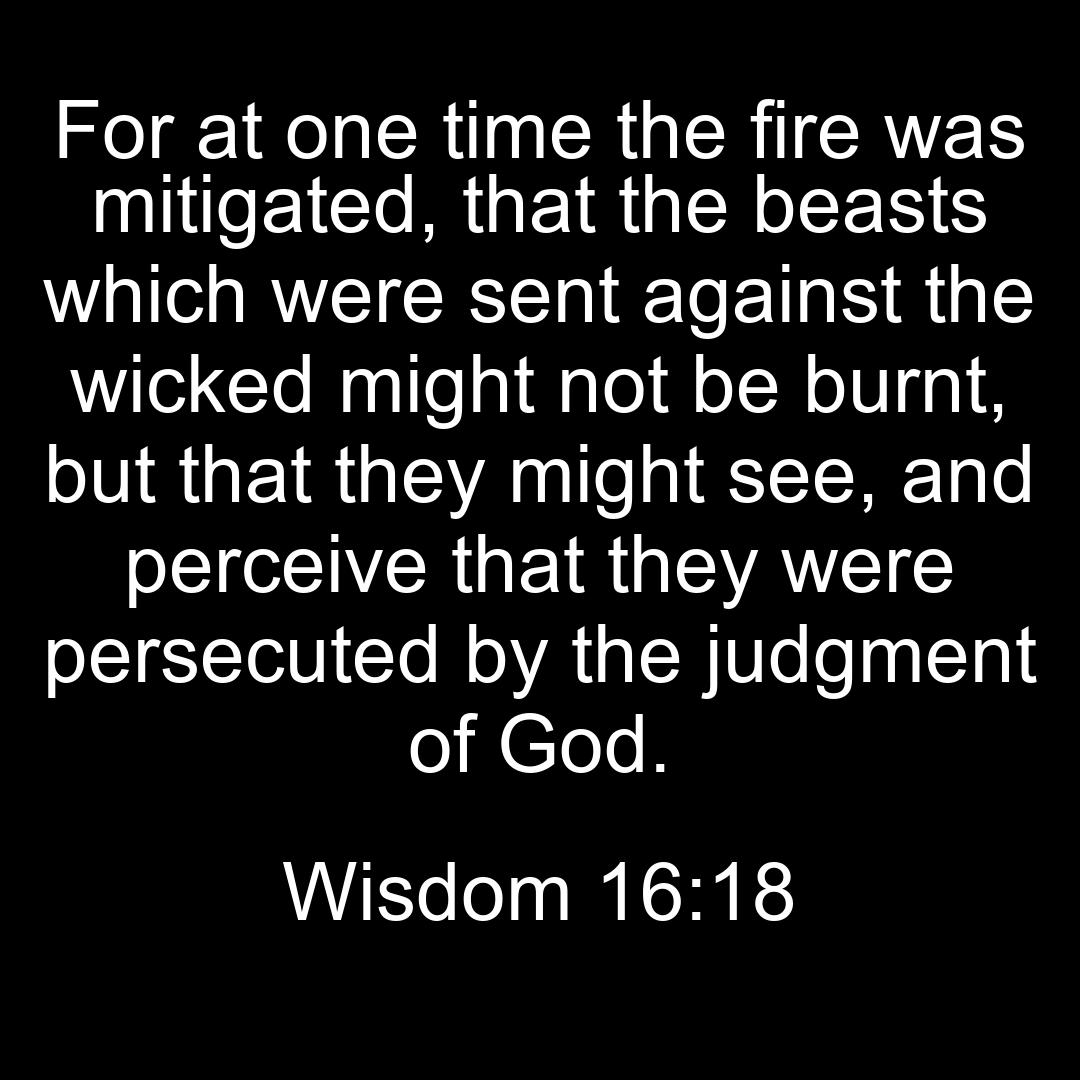 For at one time the fire was
mitigated, that the beasts
which were sent against the
wicked might not be burnt,
but that they might see, and
perceive that they were
persecuted by the judgment
of God.
Wisdom 16:18